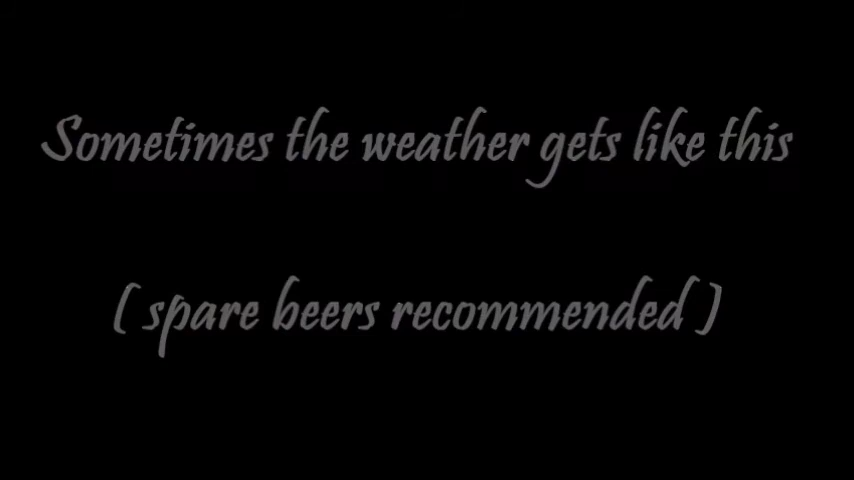 Sometimes the weather gets like this
( spare beers recommended )